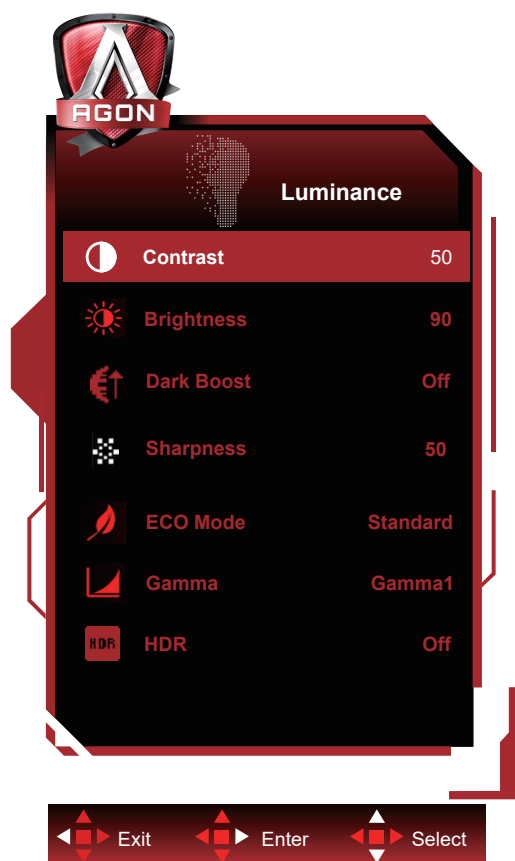 AGON
Luminance
Contrast 50
Brightness 90
Dark Boost Off
Sharpness 50
ECO Mode Standard
Gamma Gamma1
HDR HDR Off
Exit Enter Select